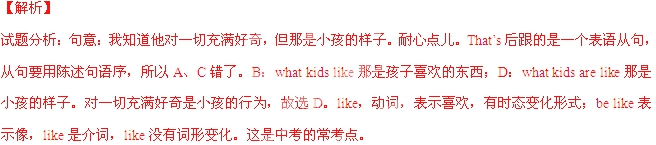 【解析】
试题分析：句意：我知道他对一切充满好奇，但那是小孩的样子。耐心点儿。That’s 后跟的是一个表语从句，
从句要用陈述句语序，所以 A、C 错了。B：what kids like 那是孩子喜欢的东西；D：what kids are like 那是
小孩的样子。对一切充满好奇是小孩的行为，故选 D。like，动词，表示喜欢，有时态变化形式；be like 表
示像，like 是介词，like 没有词形变化。这是中考的常考点。